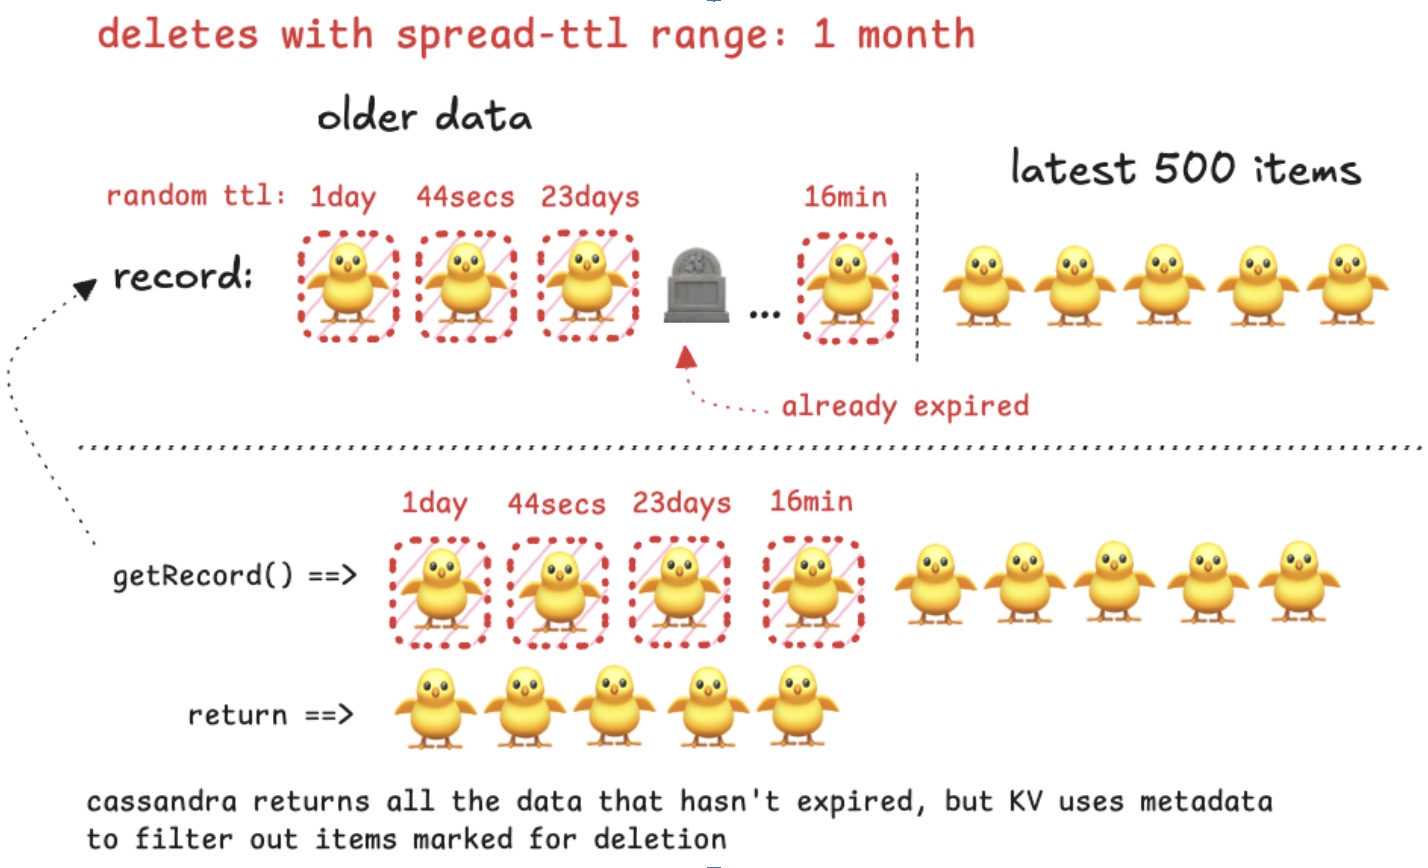 deletes with spread-ttl range: 1 month
older data
latest 500 items
random ttl: 1day 44secs 23days 16min
record:
...
already expired
1day 44secs 23days 16min
getRecord() ==>
return ==>
cassandra returns all the data that hasn't expired, but KV uses metadata
to filter out items marked for deletion